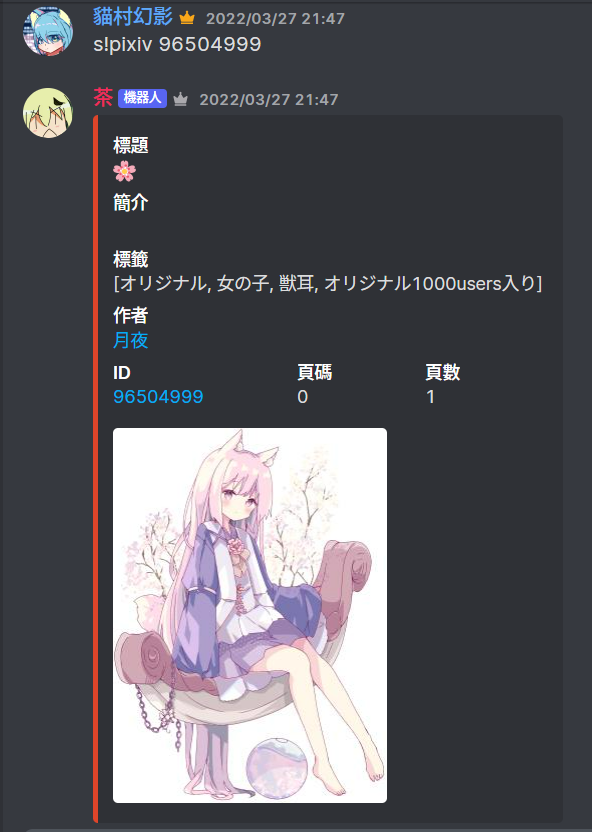 貓村幻影 2022/03/27 21:47
s!pixiv 96504999
茶 機器人 2022/03/27 21:47
標題
🌸
簡介
標籤
[オリジナル, 女の子, 獣耳, オリジナル1000users入り]
作者
月夜
ID 頁碼 頁數
96504999 0 1